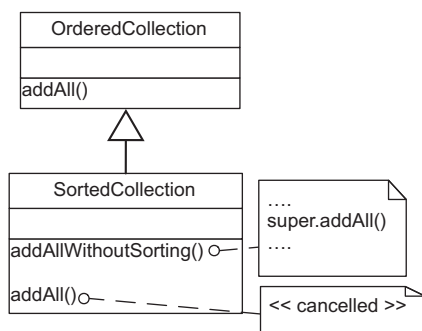 OrderedCollection
addAll()
SortedCollection
addAllWithoutSorting()
....
super.addAll()
....
addAll()
<< cancelled >>